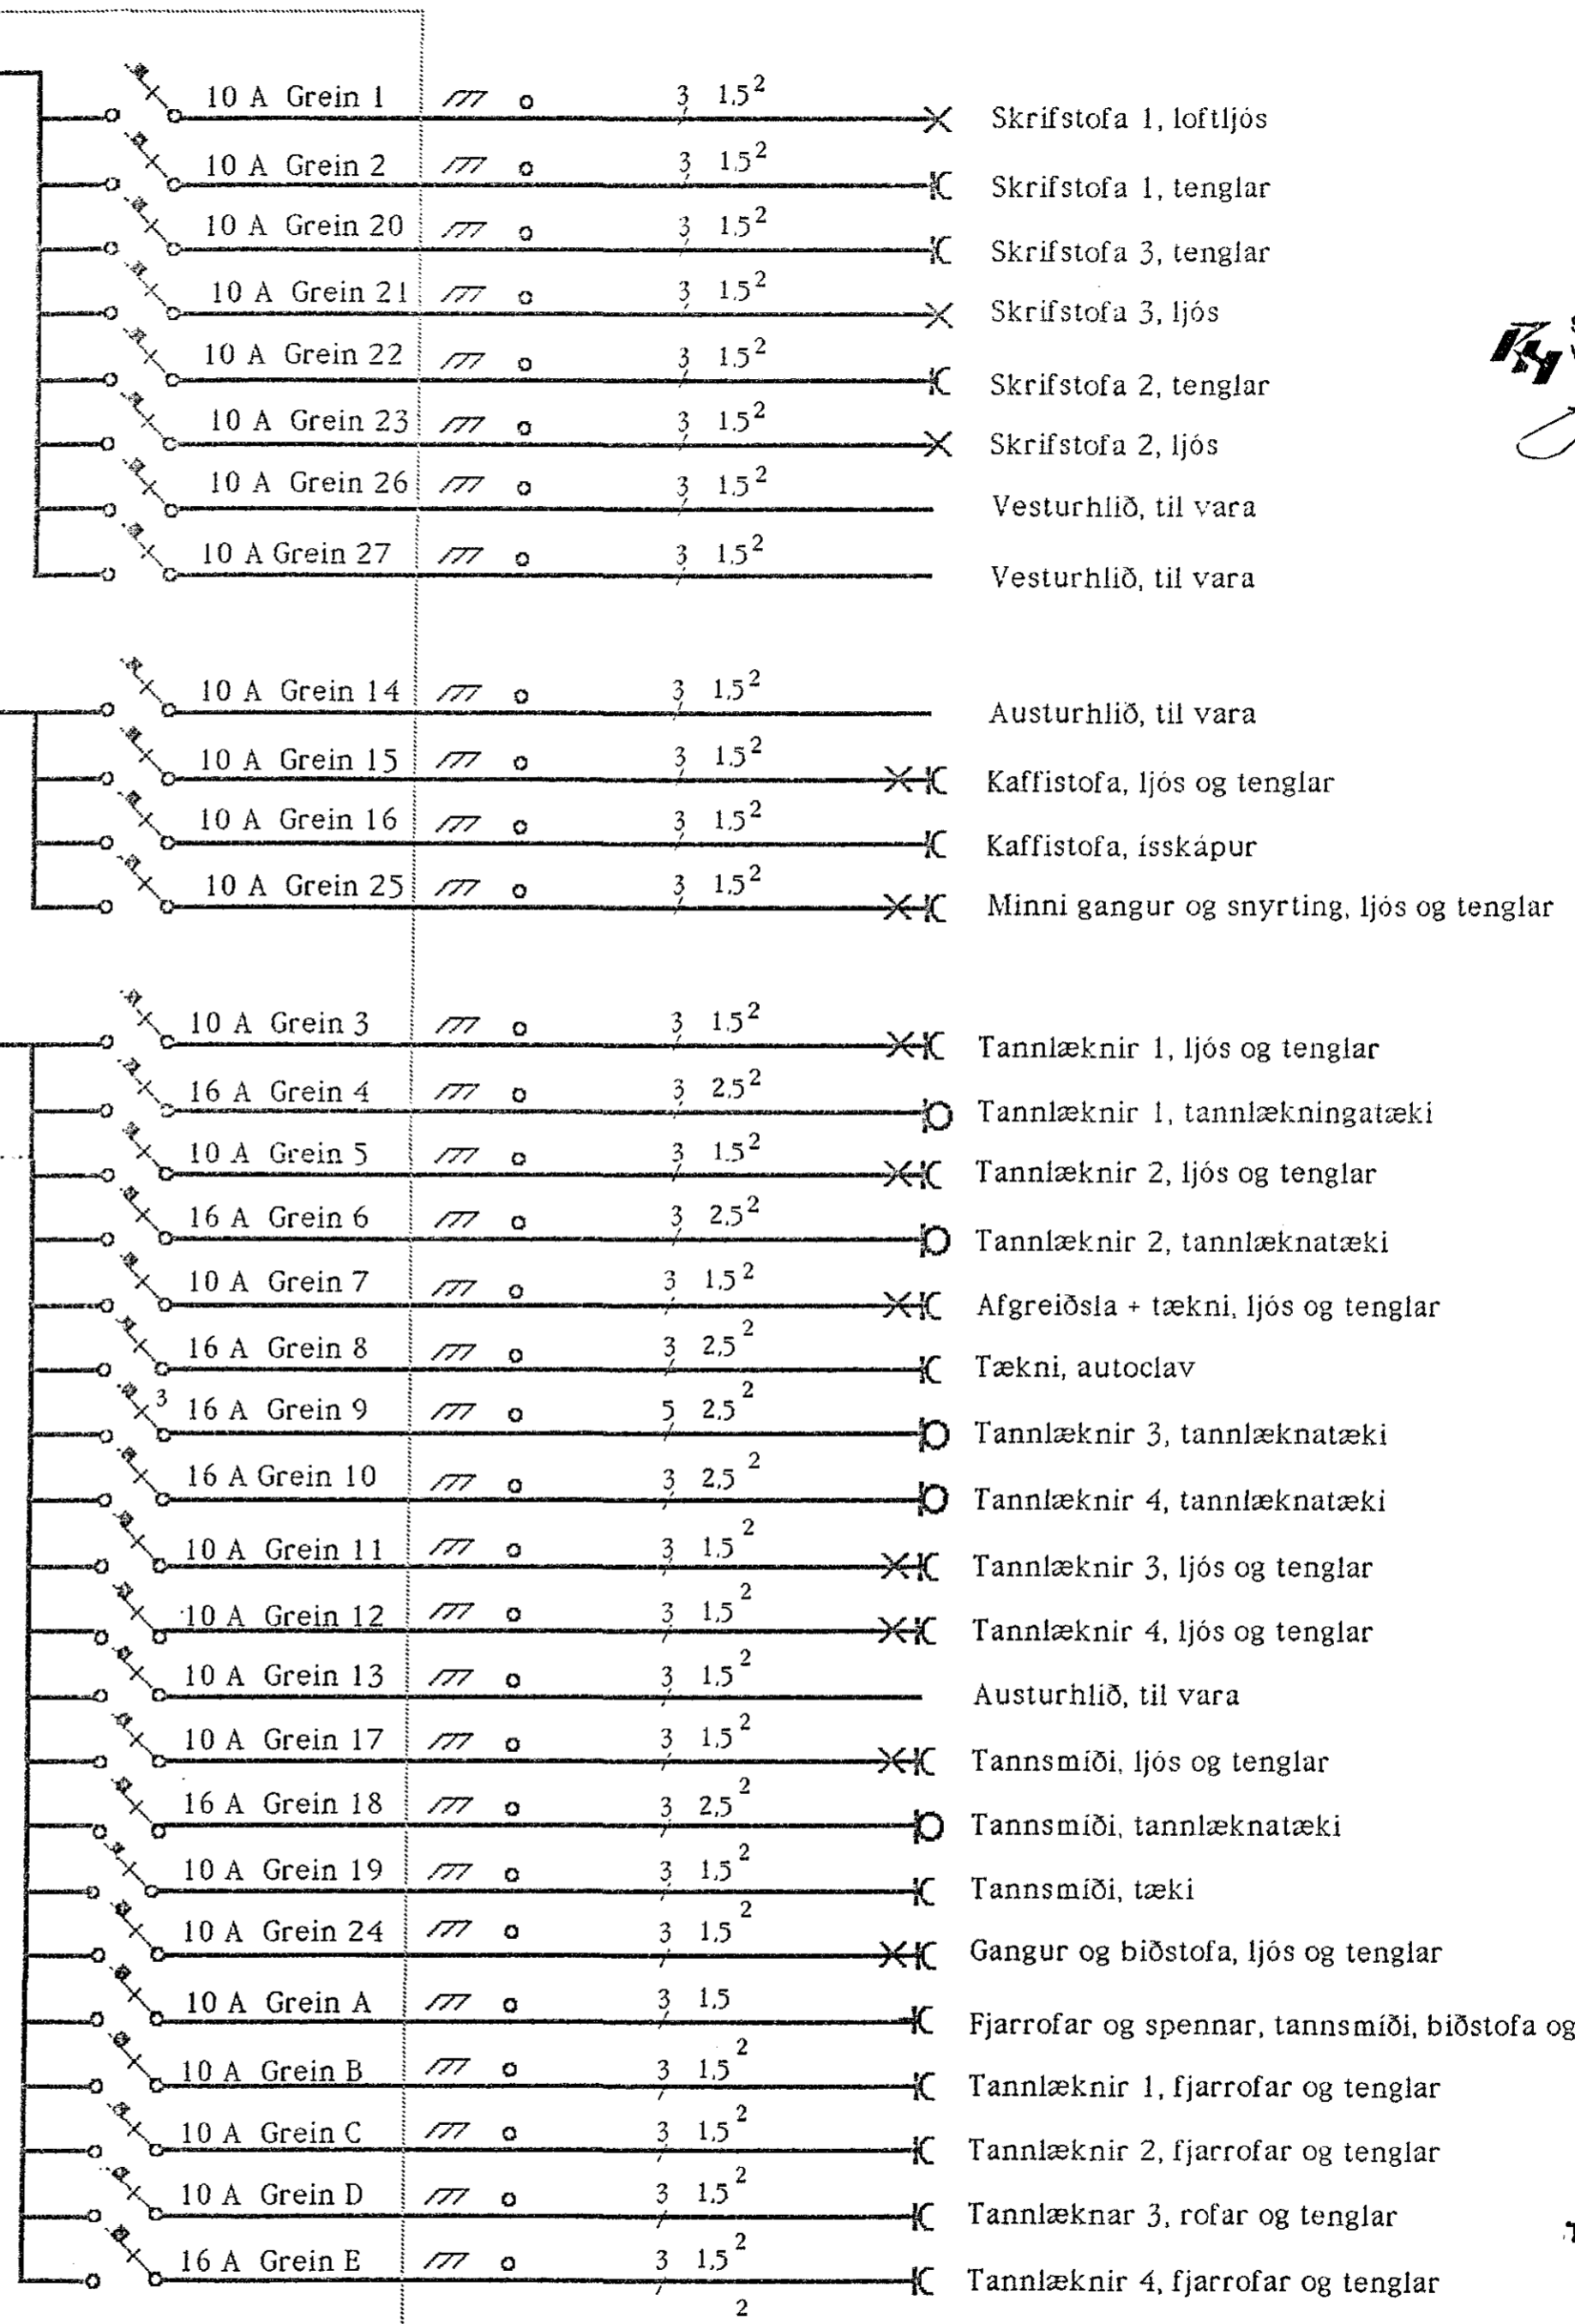 10 A Grein 1 3 1.5² Skrifstofa 1, loftljós
10 A Grein 2 3 1.5² Skrifstofa 1, tenglar
10 A Grein 20 3 1.5² Skrifstofa 3, tenglar
10 A Grein 21 3 1.5² Skrifstofa 3, ljós
10 A Grein 22 3 1.5² Skrifstofa 2, tenglar
10 A Grein 23 3 1.5² Skrifstofa 2, ljós
10 A Grein 26 3 1.5² Vesturhlið, til vara
10 A Grein 27 3 1.5² Vesturhlið, til vara
10 A Grein 14 3 1.5² Austurhlið, til vara
10 A Grein 15 3 1.5² Kaffistofa, ljós og tenglar
10 A Grein 16 3 1.5² Kaffistofa, ísskápur
10 A Grein 25 3 1.5² Minni gangur og snyrting, ljós og tenglar
10 A Grein 3 3 1.5² Tannlæknir 1, ljós og tenglar
16 A Grein 4 3 2.5² Tannlæknir 1, tannlækningatæki
10 A Grein 5 3 1.5² Tannlæknir 2, ljós og tenglar
16 A Grein 6 3 2.5² Tannlæknir 2, tannlæknatæki
10 A Grein 7 3 1.5² Afgreiðsla + tækni, ljós og tenglar
16 A Grein 8 3 2,5² Tækni, autoclav
3 16 A Grein 9 5 2,5² Tannlæknir 3, tannlæknatæki
16 A Grein 10 3 2,5² Tannlæknir 4, tannlæknatæki
10 A Grein 11 3 1,5² Tannlæknir 3, ljós og tenglar
10 A Grein 12 3 1,5² Tannlæknir 4, ljós og tenglar
10 A Grein 13 3 1,5² Austurhlið, til vara
10 A Grein 17 3 1,5² Tannsmíði, ljós og tenglar
16 A Grein 18 3 2,5² Tannsmíði, tannlæknatæki
10 A Grein 19 3 1,5² Tannsmíði, tæki
10 A Grein 24 3 1,5² Gangur og biðstofa, ljós og tenglar
10 A Grein A 3 1,5 Fjarrofar og spennar, tannsmíði, biðstofa og
10 A Grein B 3 1,5² Tannlæknir 1, fjarrofar og tenglar
10 A Grein C 3 1,5² Tannlæknir 2, fjarrofar og tenglar
10 A Grein D 3 1,5² Tannlæknar 3, rofar og tenglar
16 A Grein E 3 1,5² Tannlæknir 4, fjarrofar og tenglar
2